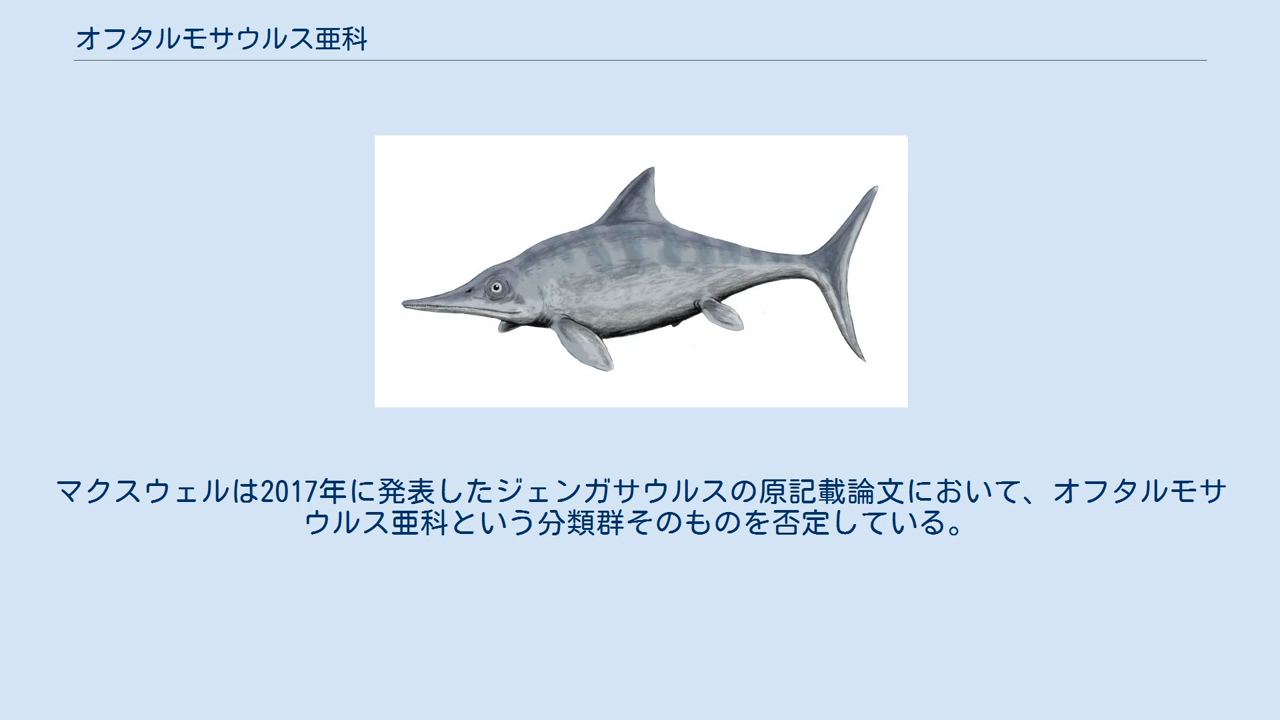 オフタルモサウルス亜科
マクスウェルは2017年に発表したジェンガサウルスの原記載論文において、オフタルモサ
ウルス亜科という分類群そのものを否定している。